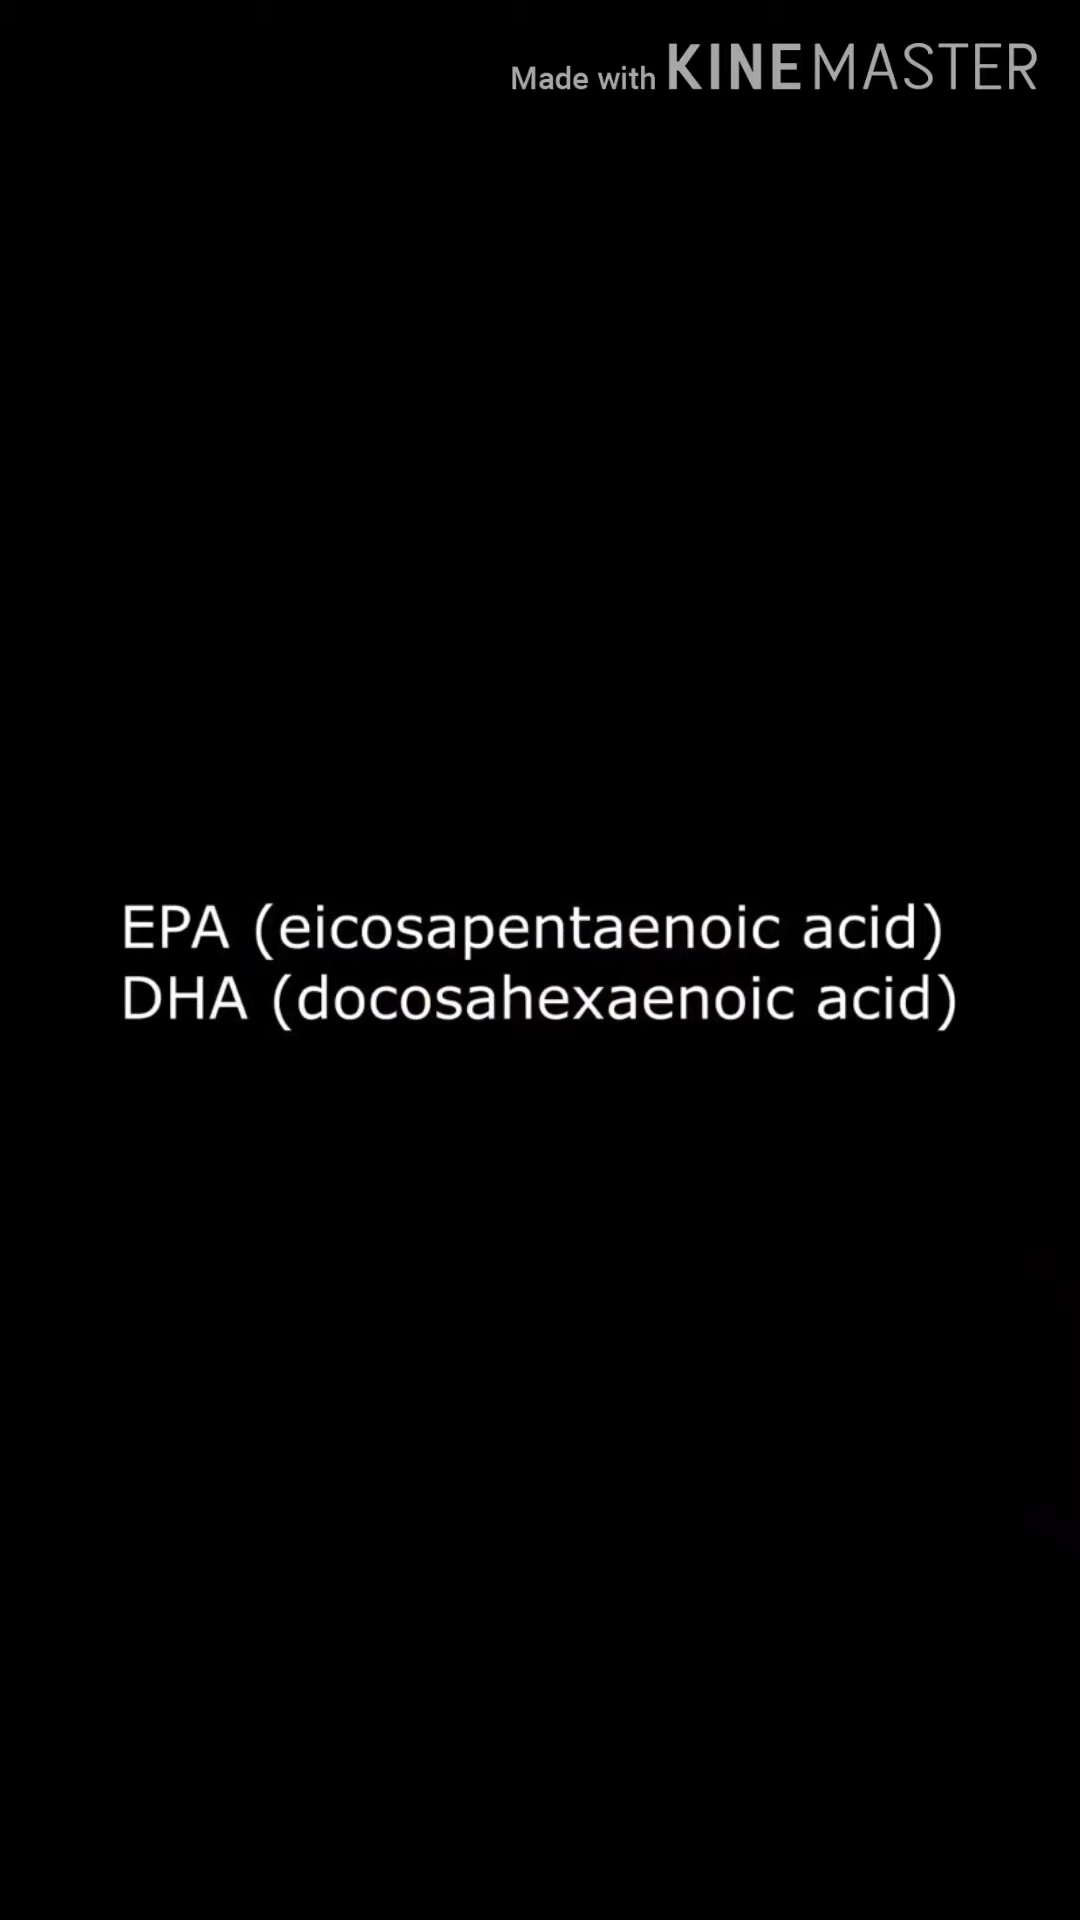 Made with KINEMASTER
EPA (eicosapentaenoic acid)
DHA (docosahexaenoic acid)